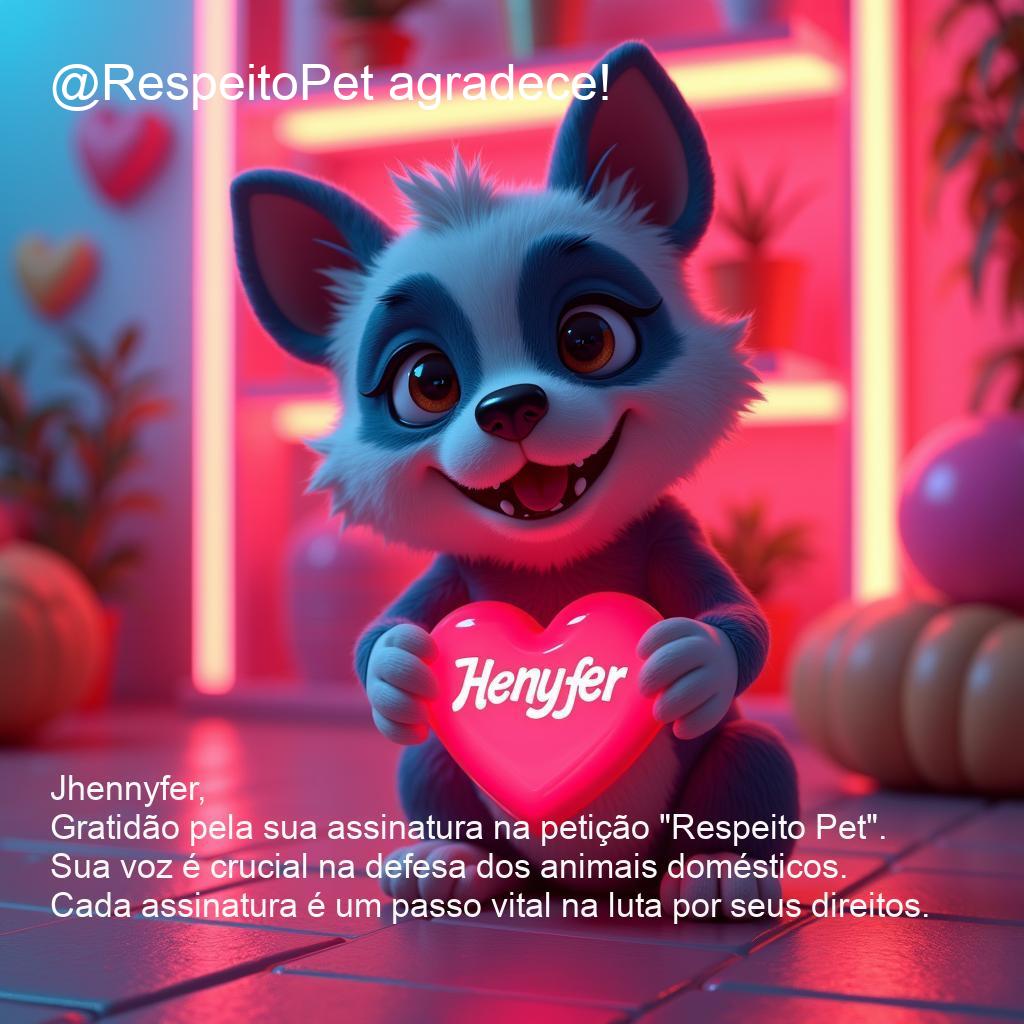 @RespeitoPet agradece!
Henyfer
Jhennyfer,
Gratidão pela sua assinatura na petição "Respeito Pet".
Sua voz é crucial na defesa dos animais domésticos.
Cada assinatura é um passo vital na luta por seus direitos.